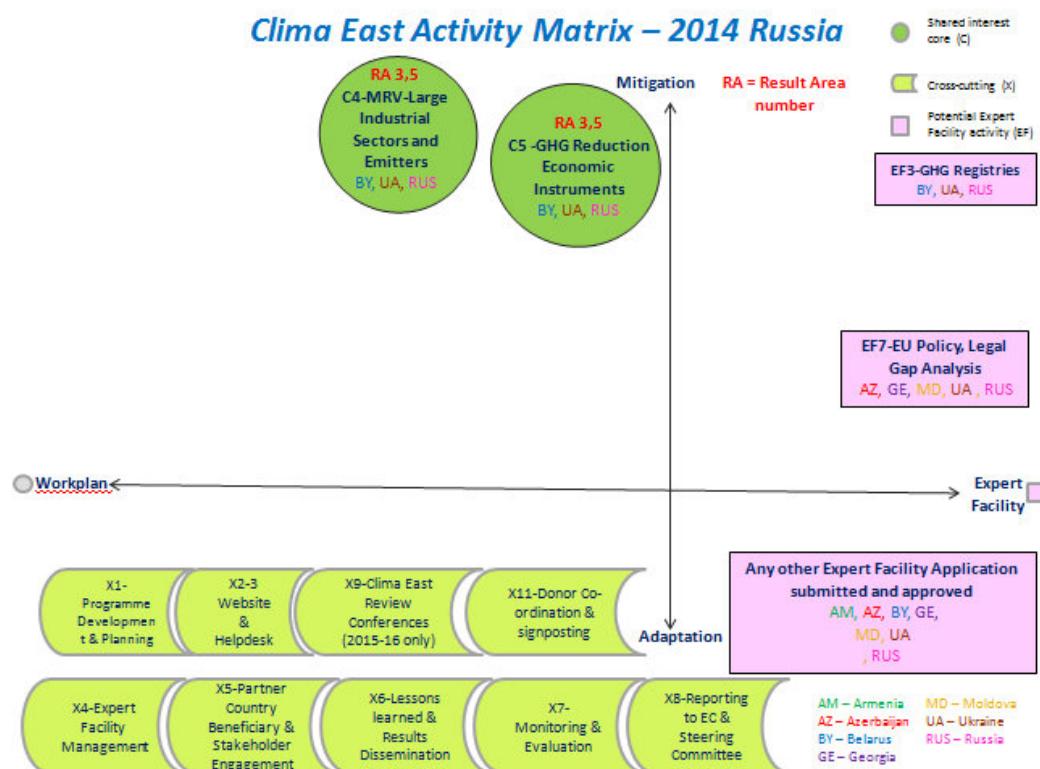 Clima East Activity Matrix – 2014 Russia
Shared interest
core (C)
Cross-cutting (X)
Potential Expert
Facility activity (EF)
Mitigation
RA = Result Area
number
RA 3,5
C4-MRV-Large
Industrial
Sectors and
Emitters
BY, UA, RUS
RA 3,5
C5 -GHG Reduction
Economic
Instruments
BY, UA, RUS
EF3-GHG Registries
BY, UA, RUS
EF7-EU Policy, Legal
Gap Analysis
AZ, GE, MD, UA , RUS
Workplan
Expert
Facility
X1-
Programme
Developmen
t & Planning
X2-3
Website
&
Helpdesk
X9-Clima East
Review
Conferences
(2015-16 only)
X11-Donor Co-
ordination &
signposting
Adaptation
Any other Expert Facility Application
submitted and approved
AM, AZ, BY, GE,
MD, UA
, RUS
X4-Expert
Facility
Management
X5-Partner
Country
Beneficiary &
Stakeholder
Engagement
X6-Lessons
learned &
Results
Dissemination
X7-
Monitoring &
Evaluation
X8-Reporting
to EC &
Steering
Committee
AM – Armenia
AZ – Azerbaijan
BY – Belarus
GE – Georgia
MD – Moldova
UA – Ukraine
RUS – Russia